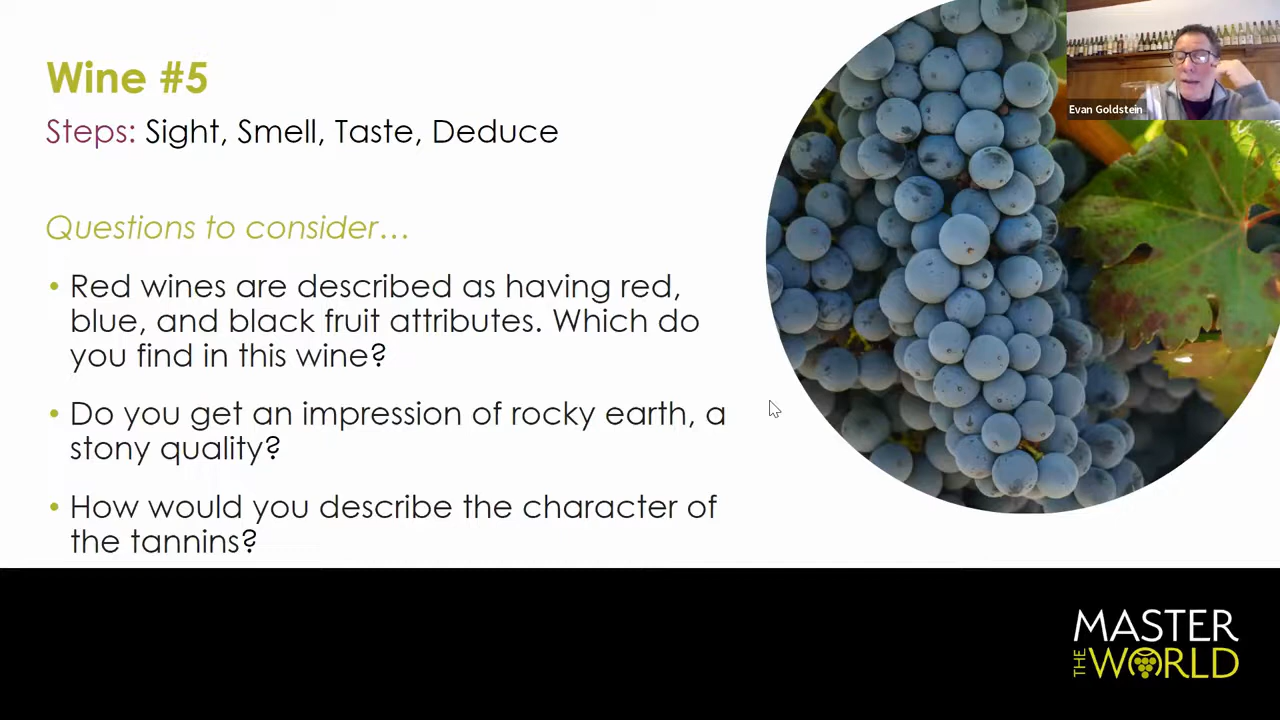 Wine #5
Steps: Sight, Smell, Taste, Deduce
Questions to consider…
• Red wines are described as having red,
blue, and black fruit attributes. Which do
you find in this wine?
• Do you get an impression of rocky earth, a
stony quality?
• How would you describe the character of
the tannins?
Evan Goldstein
MASTER
THE WORLD